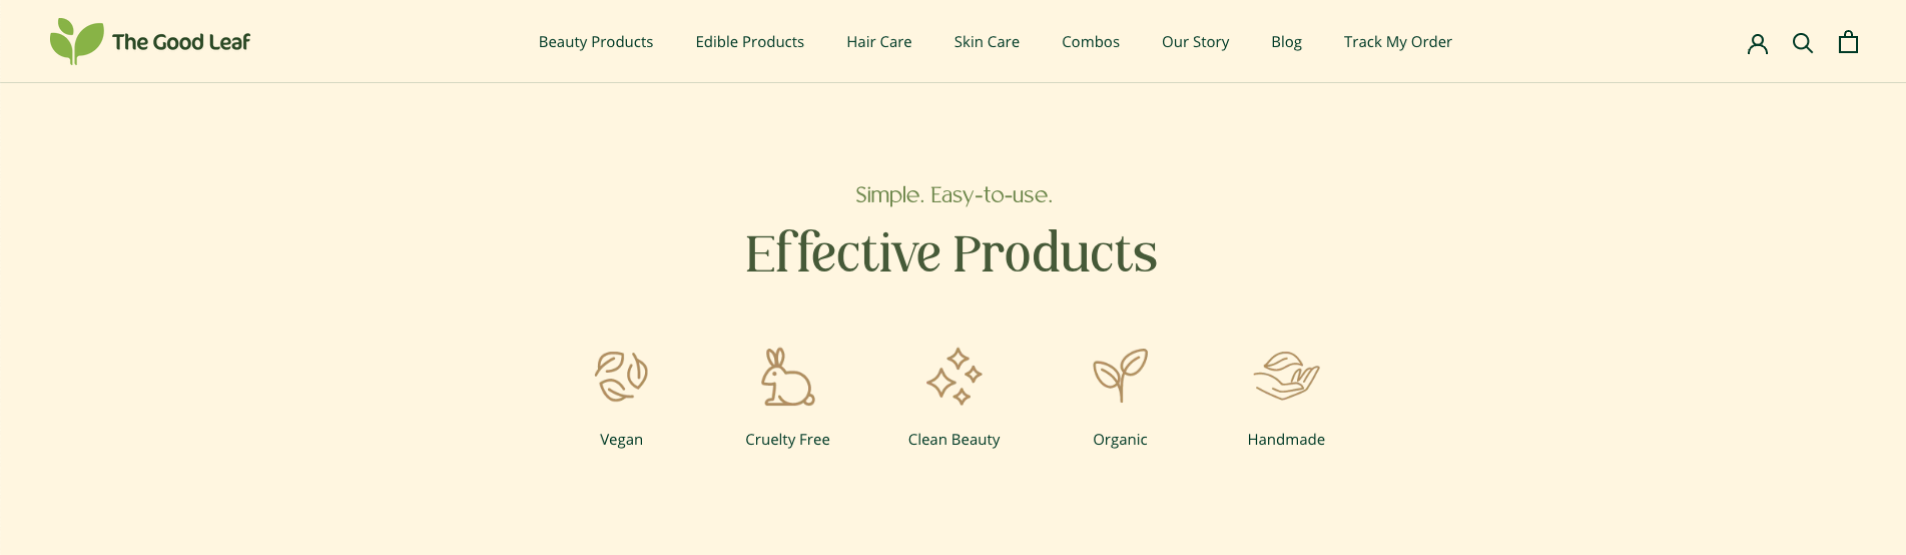 The Good Leaf
Beauty Products Edible Products Hair Care Skin Care Combos Our Story Blog Track My Order
Simple. Easy-to-use.
Effective Products
Vegan Cruelty Free Clean Beauty Organic Handmade